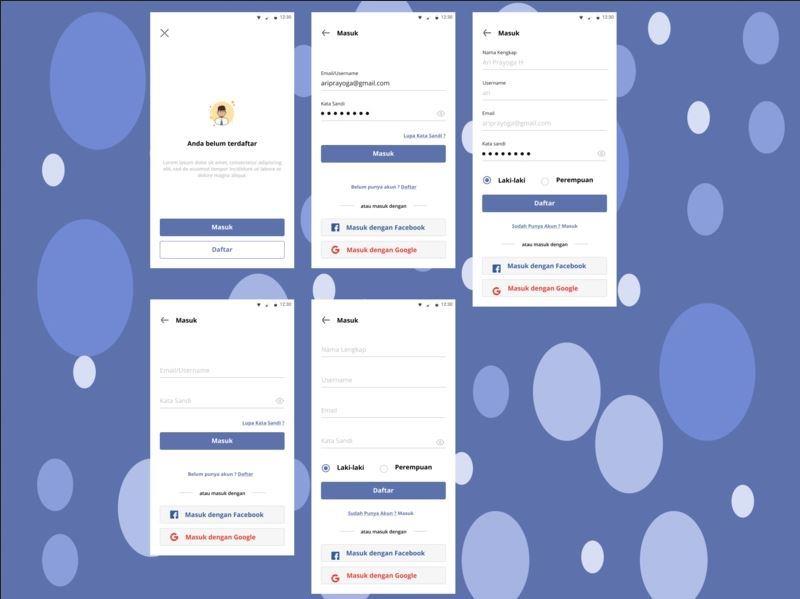 12:30
Anda belum terdaftar
Lorem ipsum dolor sit amet, consectetur adipiscing
elit, sed do eiusmod tempor incididunt ut labore et
dolore magna aliqua
Masuk
Daftar
12:30
Masuk
Email/Username
ariprayoga@gmail.com
Kata Sandi
Lupa Kata Sandi ?
Masuk
Belum punya akun ? Daftar
atau masuk dengan
Masuk dengan Facebook
Masuk dengan Google
12:30
Masuk
Nama Kengkap
Ari Prayoga H
Username
ari
Email
ariprayoga@gmail.com
Kata sandi
Laki-laki
Perempuan
Daftar
Sudah Punya Akun ? Masuk
atau masuk dengan
Masuk dengan Facebook
Masuk dengan Google
12:30
Masuk
Email/Username
Kata Sandi
Lupa Kata Sandi ?
Masuk
Belum punya akun ? Daftar
atau masuk dengan
Masuk dengan Facebook
Masuk dengan Google
12:30
Masuk
Nama Lengkap
Username
Email
Kata Sandi
Laki-laki
Perempuan
Daftar
Sudah Punya Akun ? Masuk
atau masuk dengan
Masuk dengan Facebook
Masuk dengan Google